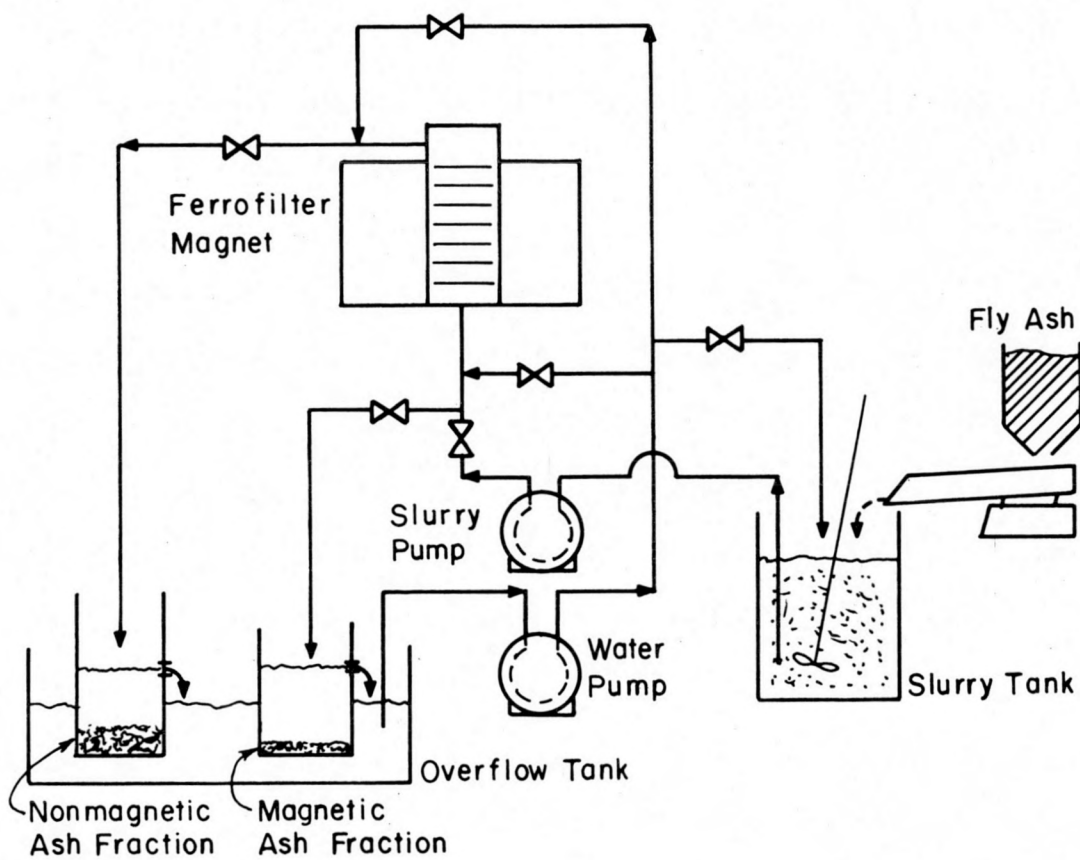 Ferrofilter
Magnet
Fly Ash
Slurry
Pump
Water
Pump
Slurry Tank
Overflow Tank
Nonmagnetic
Ash Fraction
Magnetic
Ash Fraction